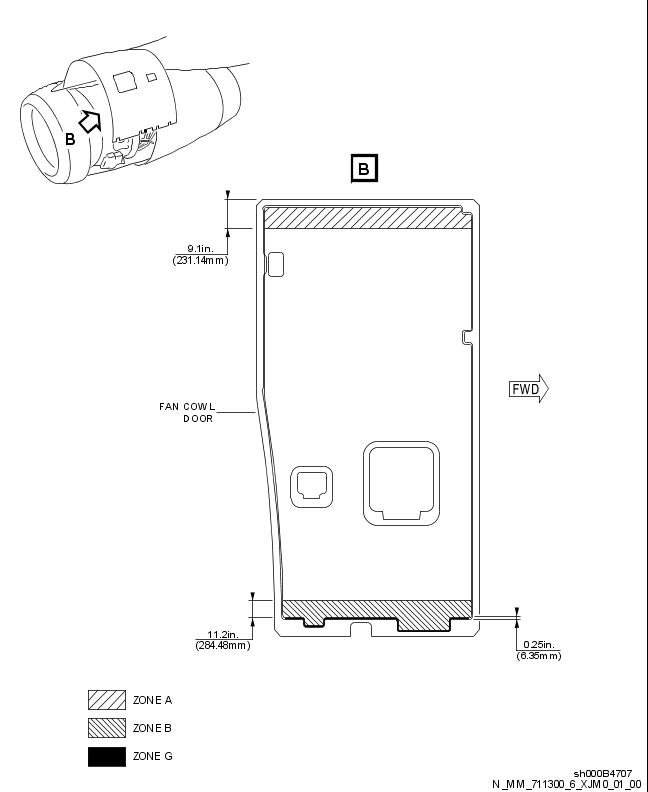 B
B
9.1in.
(231.14mm)
FWD
FAN COWL
DOOR
11.2in.
(284.48mm)
0.25in.
(6.35mm)
ZONE A
ZONE B
ZONE G
sh000B4707
N_MM_711300_6_XJM0_01_00